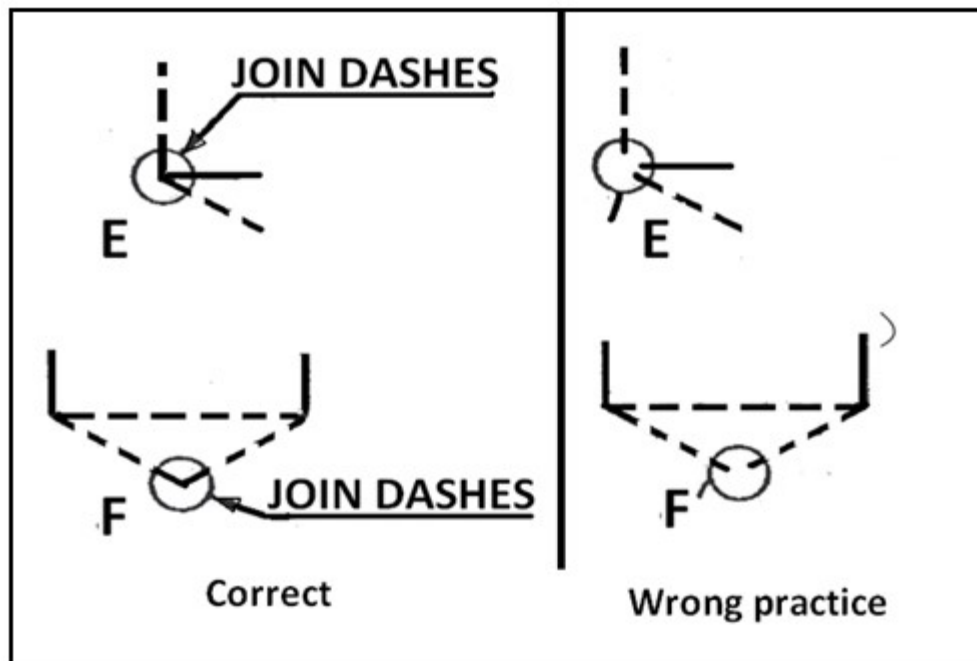 JOIN DASHES
E
F
JOIN DASHES
Correct
E
F
Wrong practice